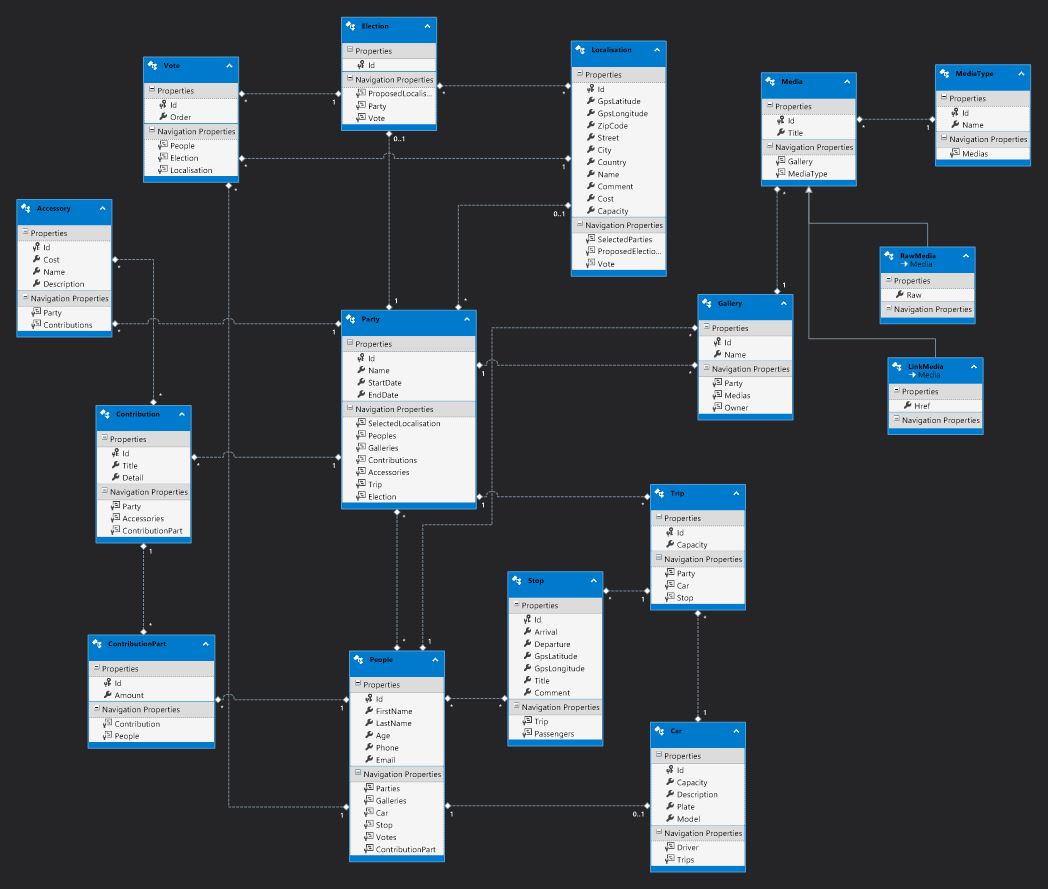 Election
Properties
Id
Navigation Properties
ProposedLocalis...
Party
Vote
Vote
Properties
Id
Order
Navigation Properties
People
Election
Localisation
Localisation
Properties
Id
GpsLatitude
GpsLongitude
ZipCode
Street
City
Country
Name
Comment
Cost
Capacity
Navigation Properties
SelectedParties
ProposedElectio...
Vote
Media
Properties
Id
Title
Navigation Properties
Gallery
MediaType
MediaType
Properties
Id
Name
Navigation Properties
Medias
Accessory
Properties
Id
Cost
Name
Description
Navigation Properties
Party
Contributions
RawMedia
Media
Properties
Raw
Navigation Properties
LinkMedia
Media
Properties
Href
Navigation Properties
Gallery
Properties
Id
Name
Navigation Properties
Party
Medias
Owner
Party
Properties
Id
Name
StartDate
EndDate
Navigation Properties
SelectedLocalisation
Peoples
Galleries
Contributions
Accessories
Trip
Election
Contribution
Properties
Id
Title
Detail
Navigation Properties
Party
Accessories
ContributionPart
Trip
Properties
Id
Capacity
Navigation Properties
Party
Car
Stop
Stop
Properties
Id
Arrival
Departure
GpsLatitude
GpsLongitude
Title
Comment
Navigation Properties
Trip
Passengers
ContributionPart
Properties
Id
Amount
Navigation Properties
Contribution
People
People
Properties
Id
FirstName
LastName
Age
Phone
Email
Navigation Properties
Parties
Galleries
Car
Stop
Votes
ContributionPart
Car
Properties
Id
Capacity
Description
Plate
Model
Navigation Properties
Driver
Trips
* 1
* *
* 1
0..1
1
0..1
*
* 1
*
1
* 1
*
*
* 1
1 *
*
1
1 *
*
*
1
*
* 1
*
1
* 1
* *
* 1
1 0..1